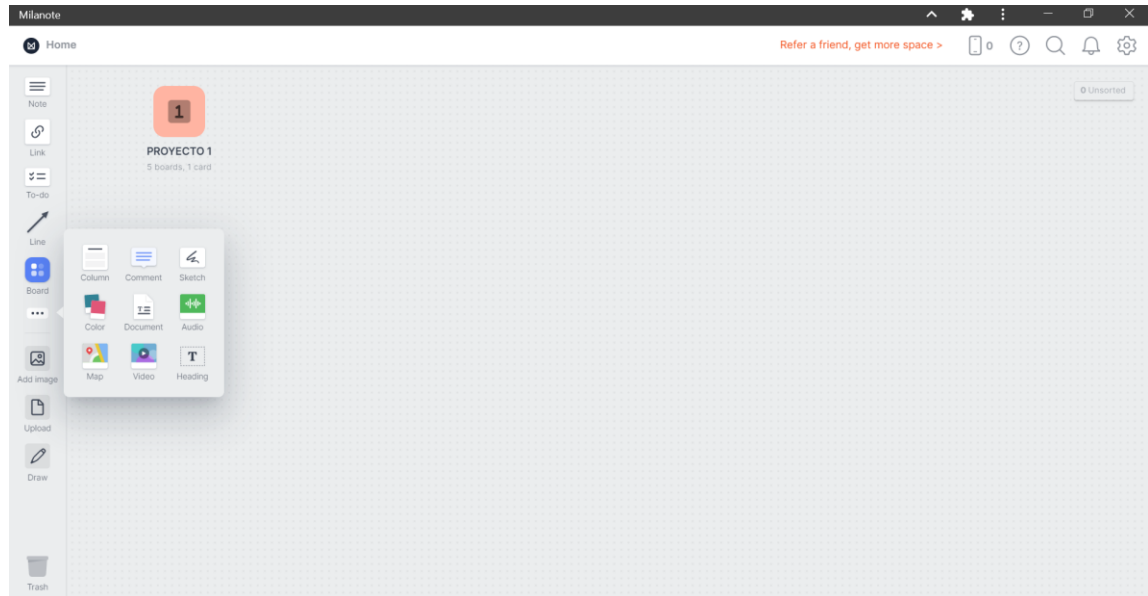 Milanote
Home
Refer a friend, get more space >
0
?
0 Unsorted
Note
Link
To-do
Line
Board
Add image
Upload
Draw
Trash
1
PROYECTO 1
5 boards, 1 card
Column Comment Sketch
Color Document Audio
Map Video Heading
T